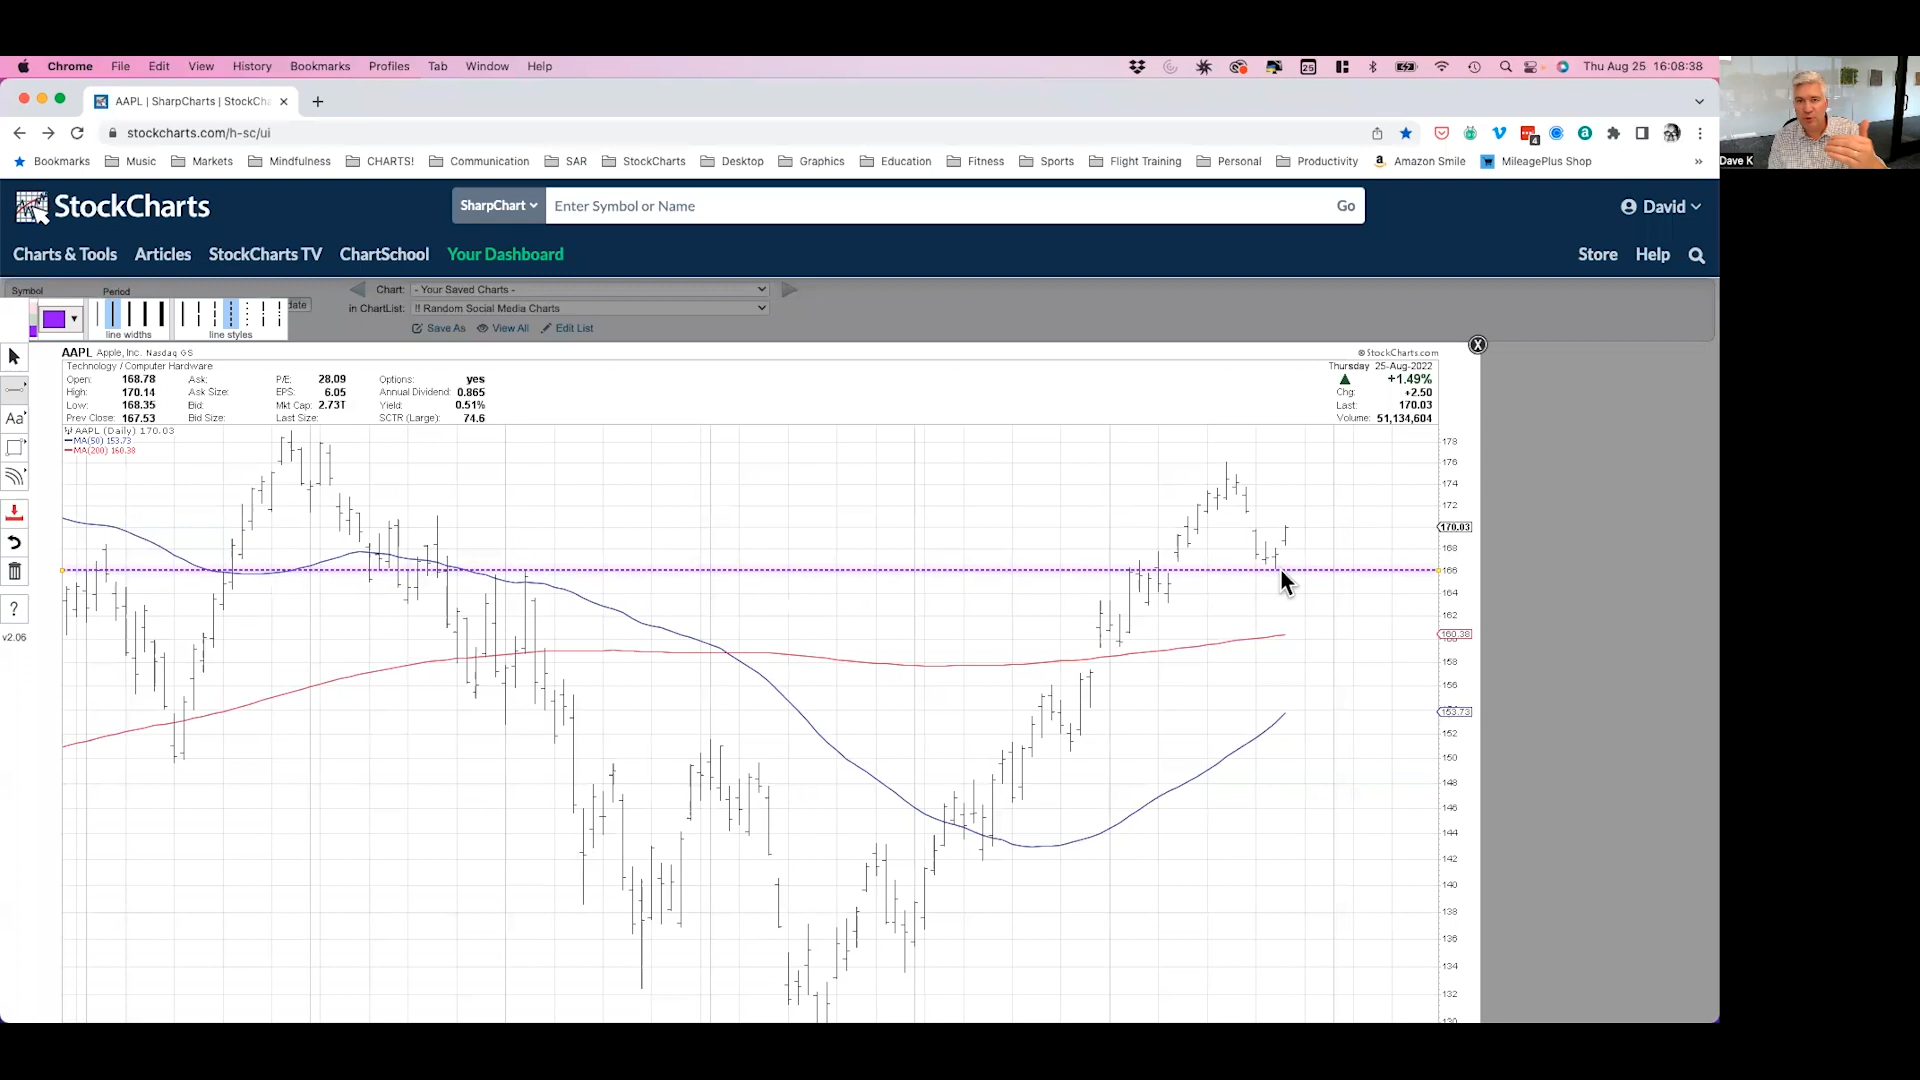 Chrome File Edit View History Bookmarks Profiles Tab Window Help 25 Thu Aug 25 16:08:38
AAPL | SharpCharts | StockCha
stockcharts.com/h-sc/ui
4
Bookmarks Music Markets Mindfulness CHARTS! Communication SAR StockCharts Desktop Graphics Education Fitness Sports Flight Training Personal Productivity Amazon Smile MileagePlus Shop »
Dave K
StockCharts SharpChart Enter Symbol or Name Go David
Charts & Tools Articles StockCharts TV ChartSchool Your Dashboard Store Help
Symbol Period Chart: - Your Saved Charts -
date in ChartList: !! Random Social Media Charts
Save As View All Edit List
line widths line styles
AAPL Apple, Inc. Nasdaq GS ©StockCharts.com
Technology / Computer Hardware Thursday 25-Aug-2022
Open: 168.78 Ask: P/E: 28.09 Options: yes +1.49%
High: 170.14 Ask Size: EPS: 6.05 Annual Dividend: 0.865 Chg: +2.50
Low: 168.35 Bid: Mkt Cap: 2.73T Yield: 0.51% Last: 170.03
Prev Close: 167.53 Bid Size: Last Size: SCTR (Large): 74.6 Volume: 51,134,604
AAPL (Daily) 170.03
MA(50) 153.73
MA(200) 160.38
Aa
?
v2.06
X
178
176
174
172
170.03
168
166
164
162
160.38
158
156
153.73
152
150
148
146
144
142
140
138
136
134
132
130